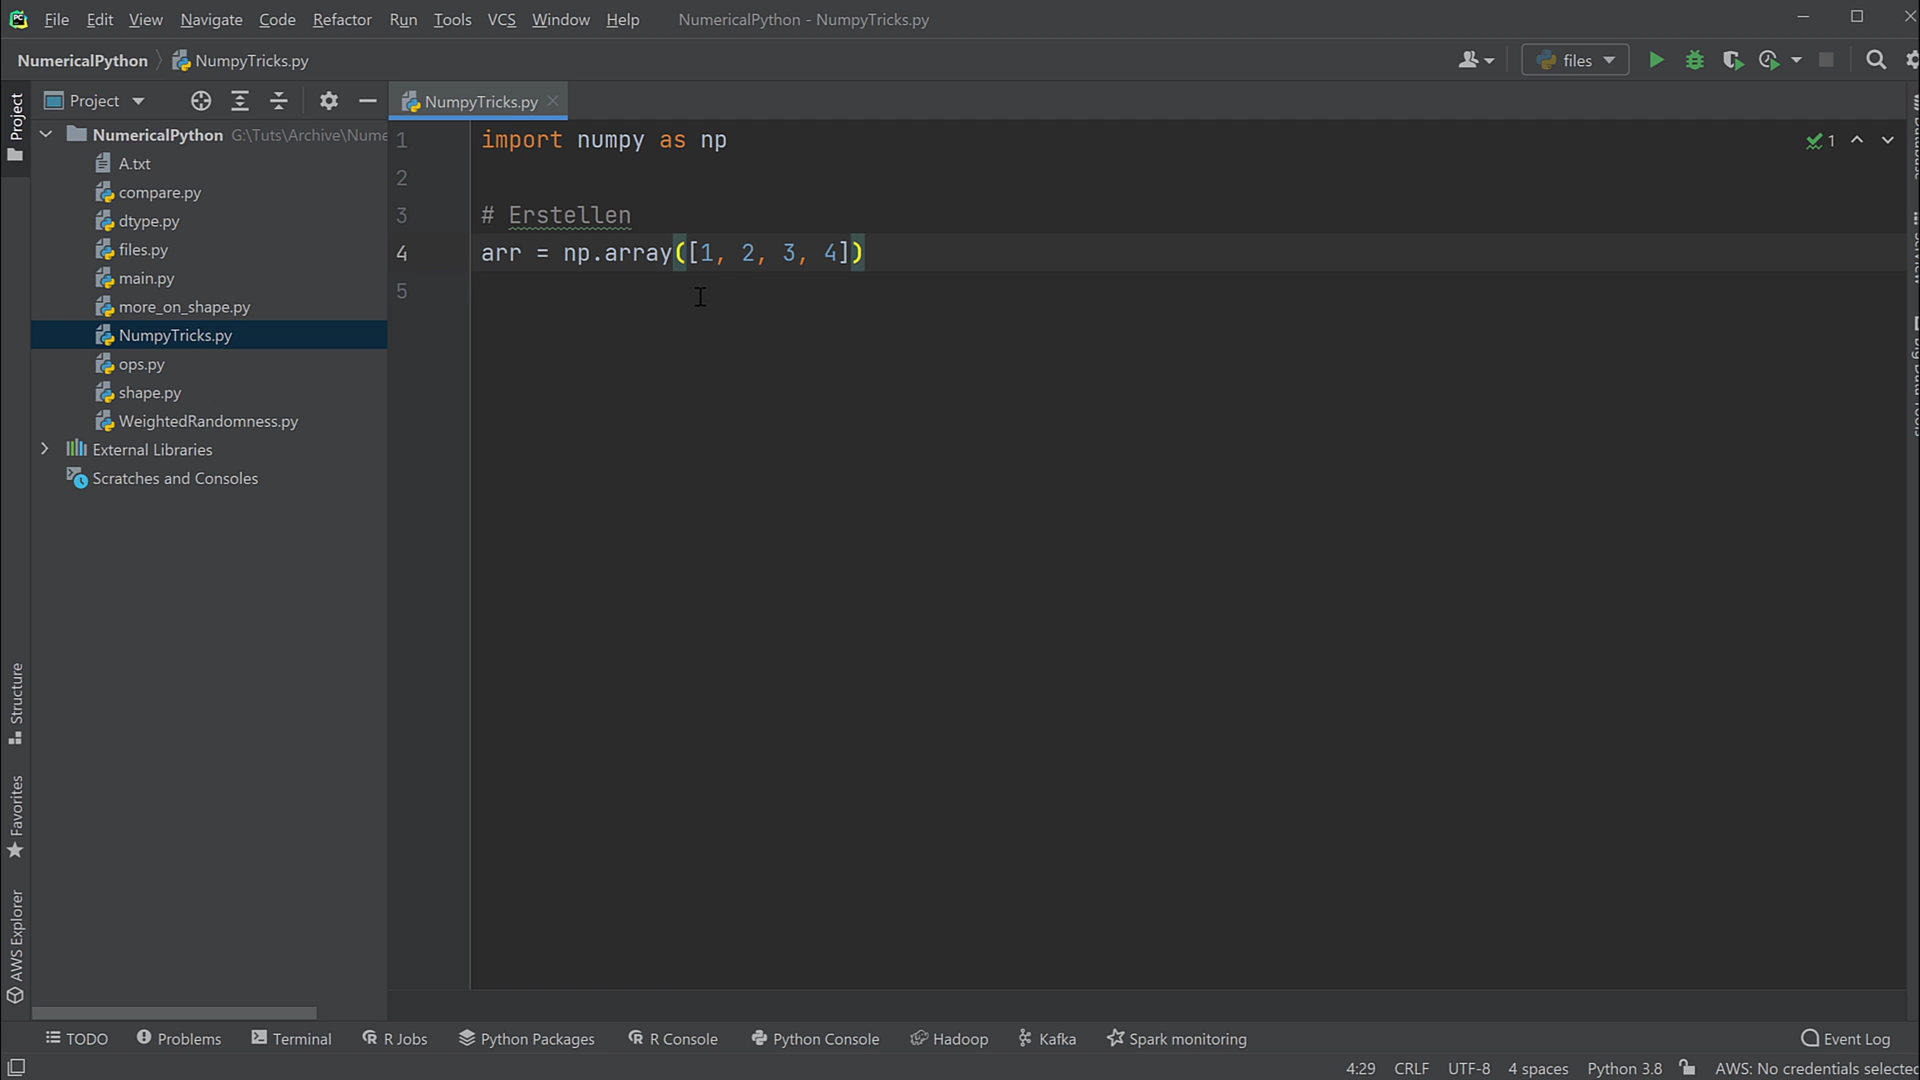 File Edit View Navigate Code Refactor Run Tools VCS Window Help NumericalPython - NumpyTricks.py
NumericalPython NumpyTricks.py files
Project NumpyTricks.py
Project
NumericalPython G:\Tuts\Archive\Nume
A.txt
compare.py
dtype.py
files.py
main.py
more_on_shape.py
NumpyTricks.py
ops.py
shape.py
WeightedRandomness.py
External Libraries
Scratches and Consoles
1 import numpy as np
2
3 # Erstellen
4 arr = np.array([1, 2, 3, 4])
5
1
Structure
Favorites
AWS Explorer
TODO Problems Terminal R Jobs Python Packages R Console Python Console Hadoop Kafka Spark monitoring Event Log
4:29 CRLF UTF-8 4 spaces Python 3.8 AWS: No credentials selected